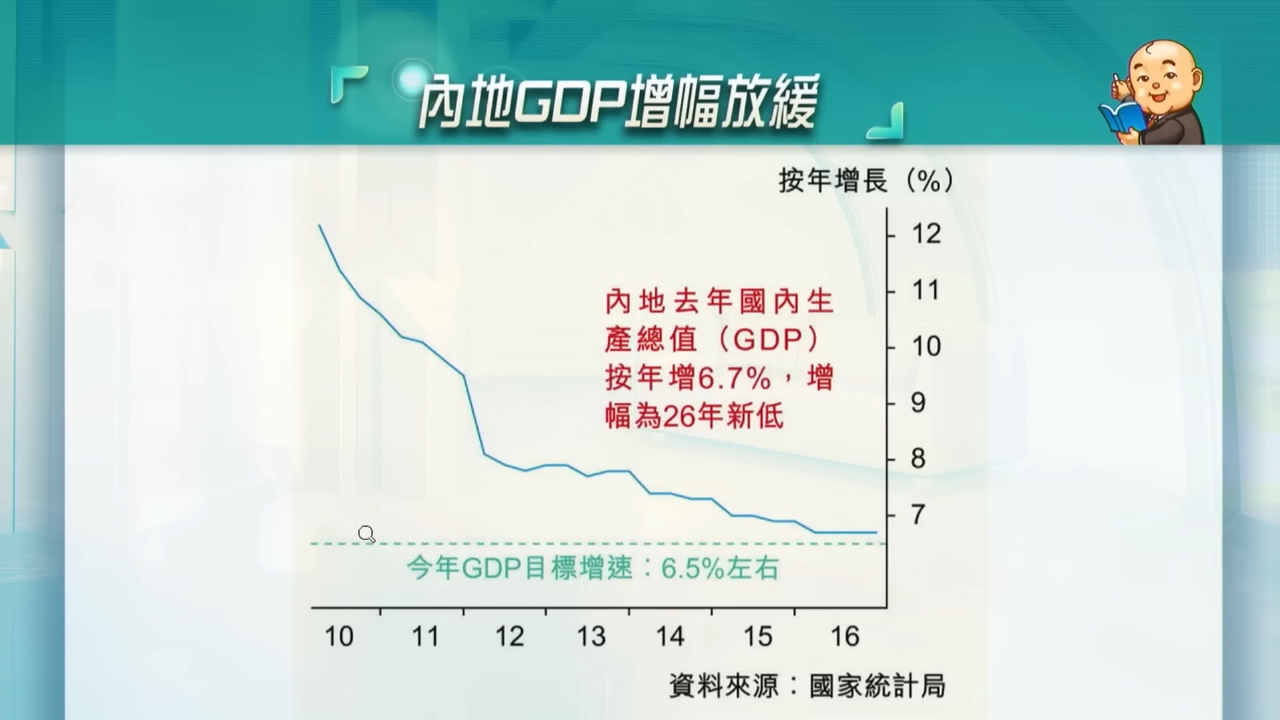 內地GDP增幅放緩
按年增長（%）
12
11
內地去年國內生
產總值（GDP）
10
按年增6.7%，增
9
幅為26年新低
8
7
今年GDP目標增速：6.5%左右
10 11 12 13 14 15 16
資料來源：國家統計局